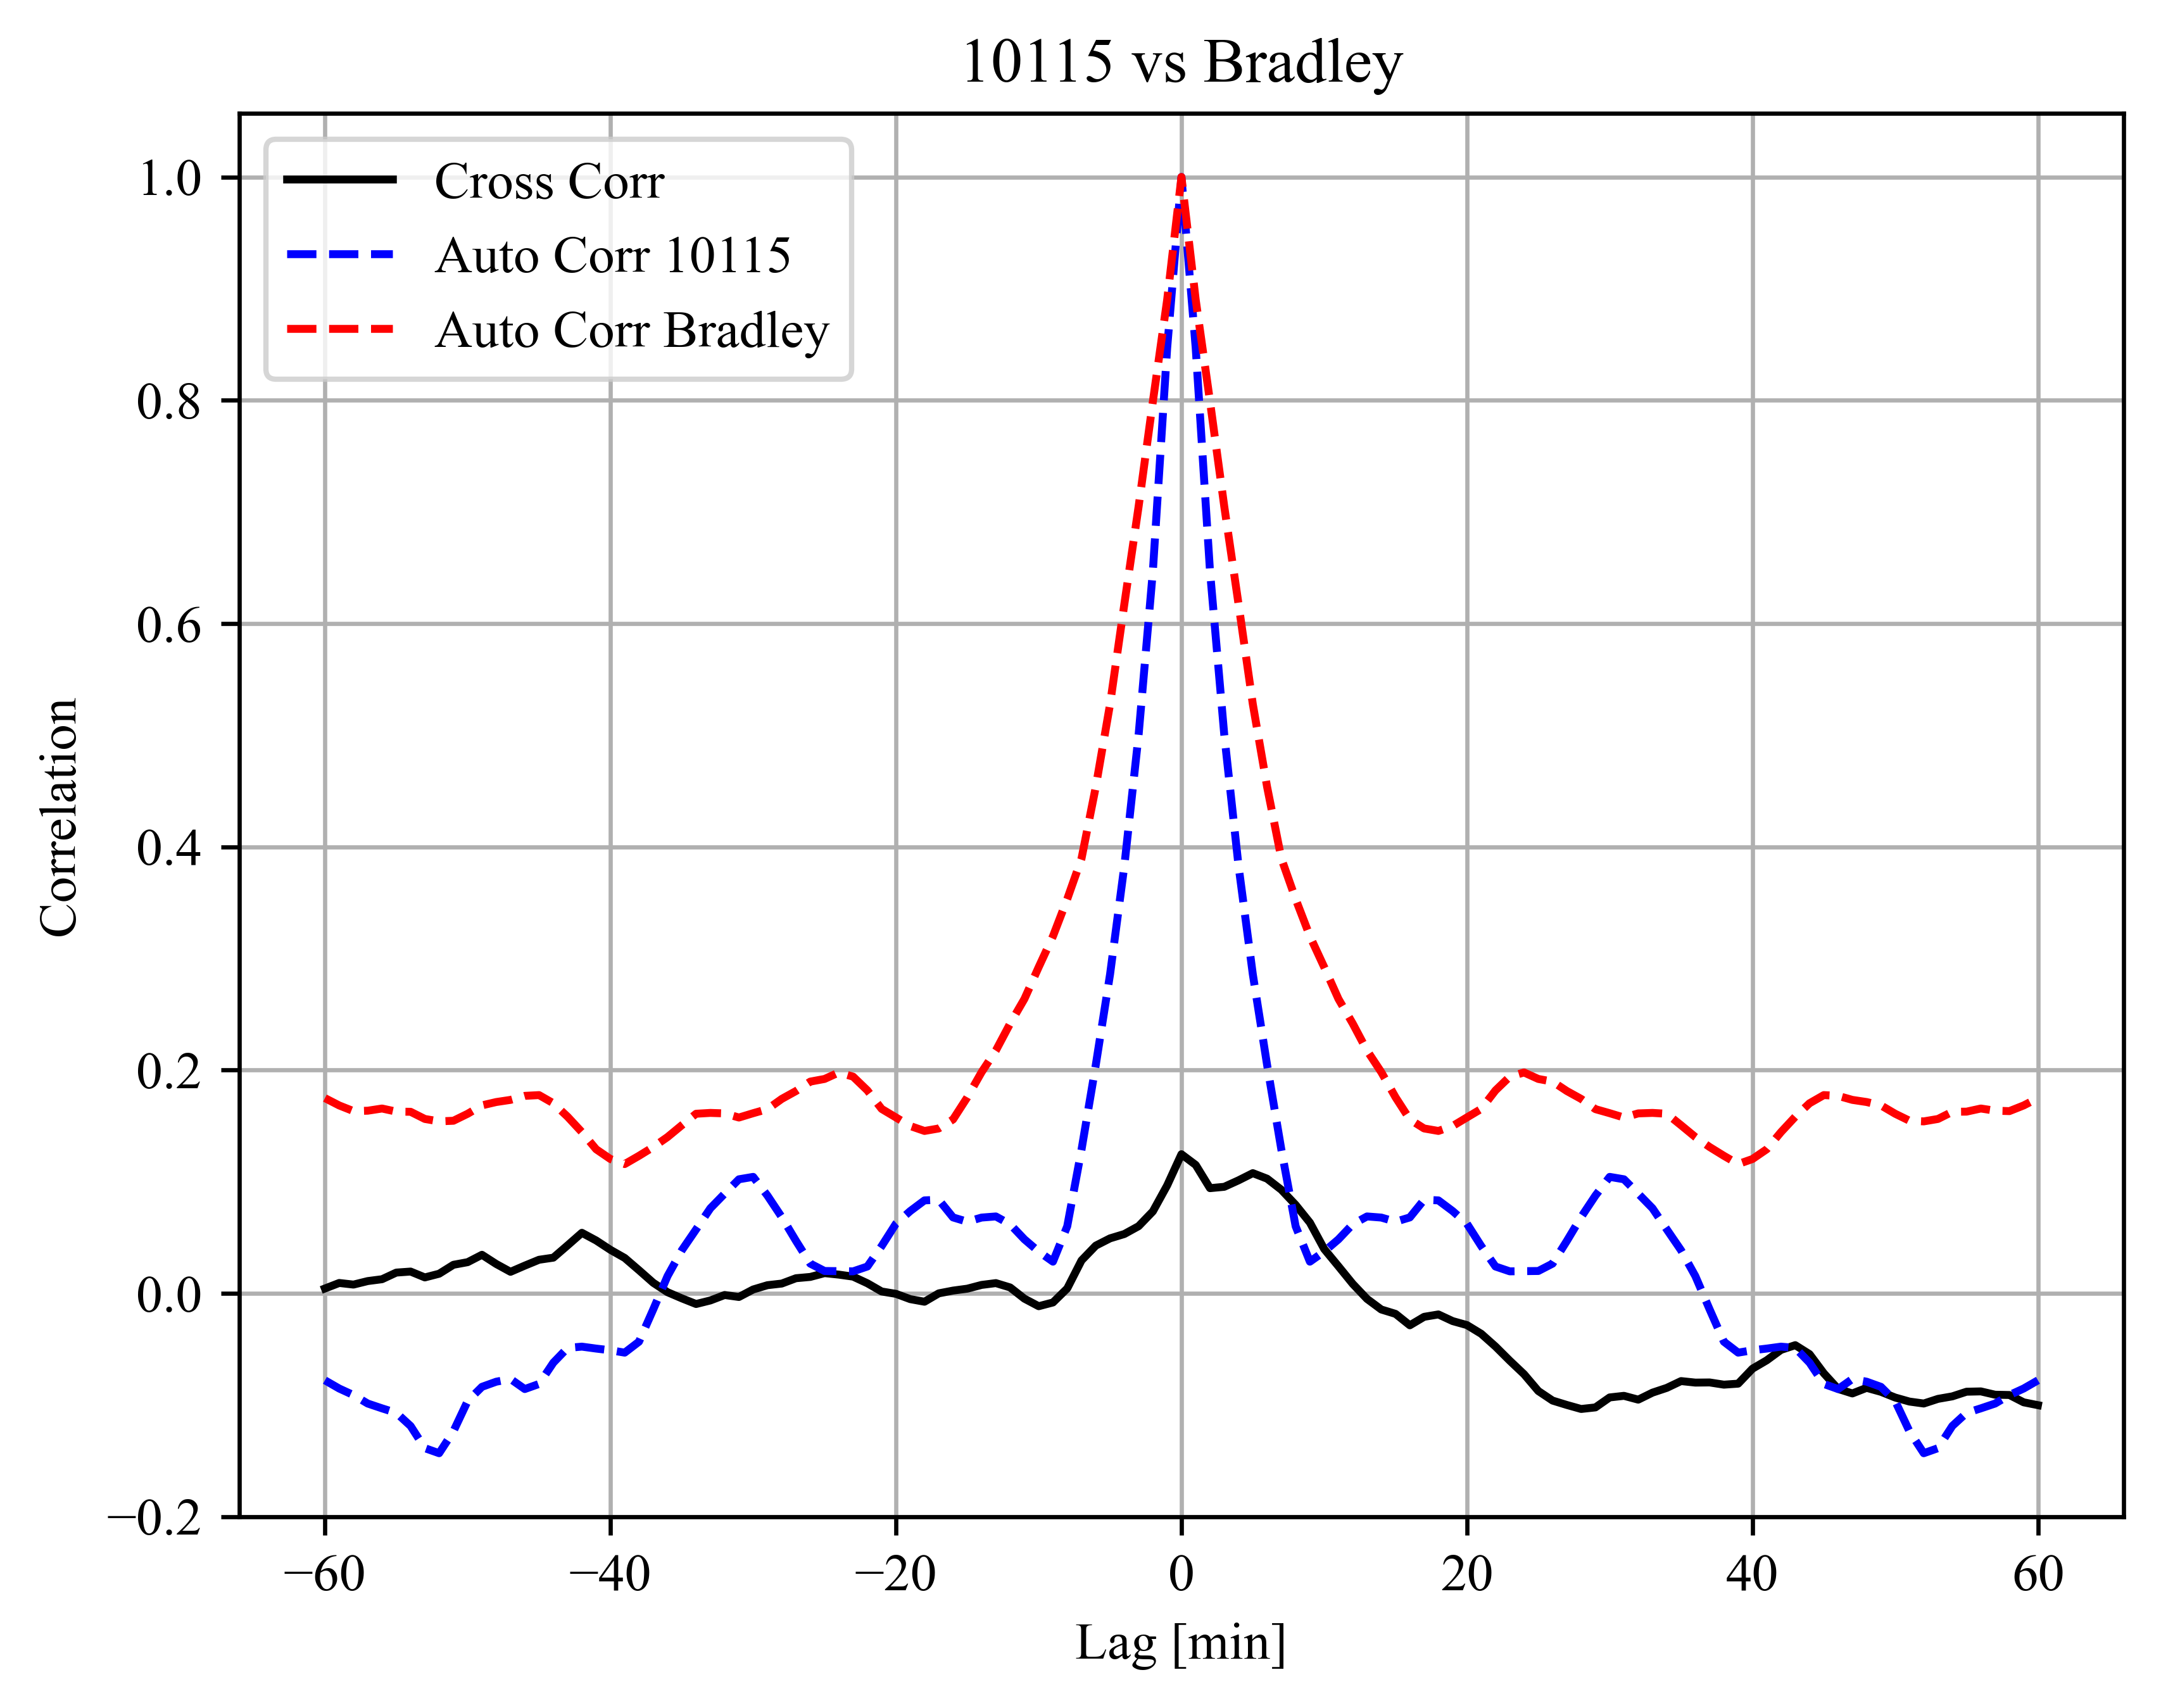 10115 vs Bradley
Cross Corr
Auto Corr 10115
Auto Corr Bradley
1.0
0.8
0.6
0.4
0.2
0.0
−0.2
Correlation
−60 −40 −20 0 20 40 60
Lag [min]